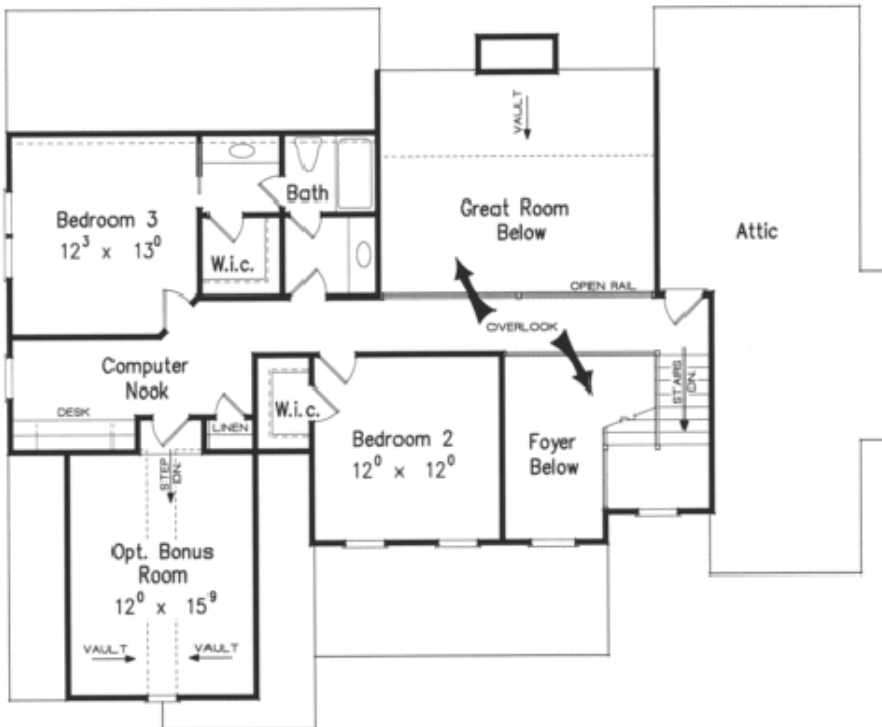 VAULT
Bath
Bedroom 3
12³ x 13⁰
W.i.c.
Great Room
Below
Attic
OPEN RAIL
OVERLOOK
Computer
Nook
DESK
LINEN
W.i.c.
Bedroom 2
12⁰ x 12⁰
Foyer
Below
STAIRS
DN.
STEP
DN.
Opt. Bonus
Room
12⁰ x 15⁹
VAULT
VAULT